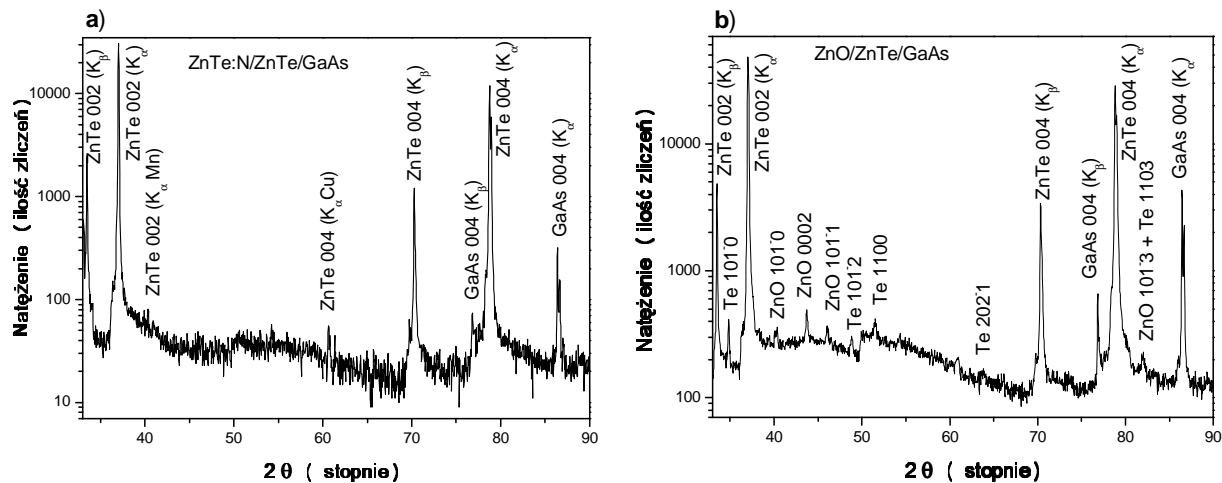 a)
ZnTe:N/ZnTe/GaAs
ZnTe 002 (Kβ)
ZnTe 002 (Kα)
ZnTe 002 (Kα Mn)
ZnTe 004 (KαCu)
ZnTe 004 (Kβ)
GaAs 004 (Kβ)
ZnTe 004 (Kα)
GaAs 004 (Kα)
Natężenie ( ilość zliczeń)
10000
1000
100
10
40 50 60 70 80 90
2 θ ( stopnie)
b)
ZnO/ZnTe/GaAs
ZnTe 002 (Kβ)
Te 101̄0
ZnTe 002 (Kα)
ZnO 101̄0
ZnO 0002
ZnO 101̄1
Te 101̄2
Te 1100
Te 202̄1
ZnTe 004 (Kβ)
GaAs 004 (Kβ)
ZnTe 004 (Kα)
ZnO 101̄3 + Te 1103
GaAs 004 (Kα)
Natężenie ( ilość zliczeń)
10000
1000
100
40 50 60 70 80 90
2 θ ( stopnie)